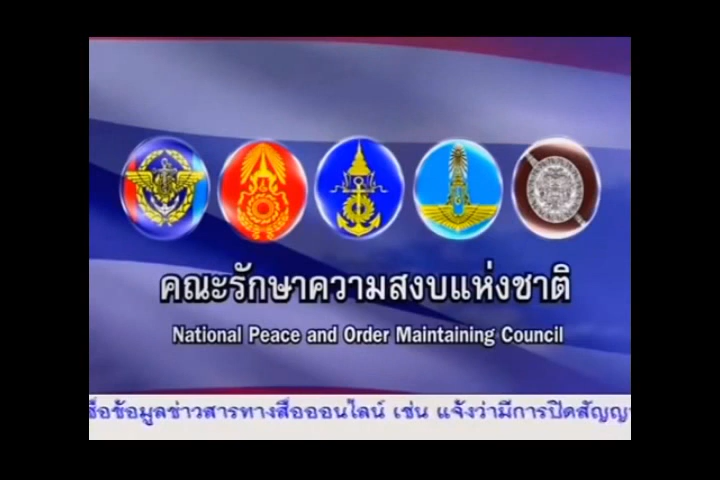 คณะรักษาความสงบแห่งชาติ
National Peace and Order Maintaining Council
ข้อมูลข่าวสารทางสื่อออนไลน์ เช่น แจ้งว่ามีการปิดสัญญ